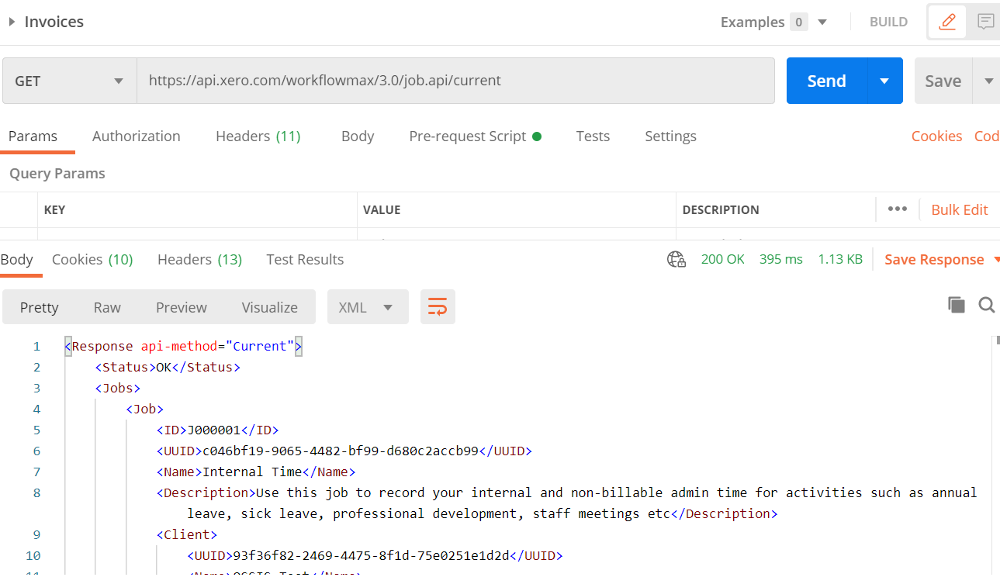 Invoices Examples 0 BUILD
GET https://api.xero.com/workflowmax/3.0/job.api/current Send Save
Params Authorization Headers (11) Body Pre-request Script Tests Settings Cookies Cod
Query Params
KEY VALUE DESCRIPTION ••• Bulk Edit
Body Cookies (10) Headers (13) Test Results 200 OK 395 ms 1.13 KB Save Response
Pretty Raw Preview Visualize XML
1 <Response api-method="Current">
2 <Status>OK</Status>
3 <Jobs>
4 <Job>
5 <ID>J000001</ID>
6 <UUID>c046bf19-9065-4482-bf99-d680c2accb99</UUID>
7 <Name>Internal Time</Name>
8 <Description>Use this job to record your internal and non-billable admin time for activities such as annual
leave, sick leave, professional development, staff meetings etc</Description>
9 <Client>
10 <UUID>93f36f82-2469-4475-8f1d-75e0251e1d2d</UUID>